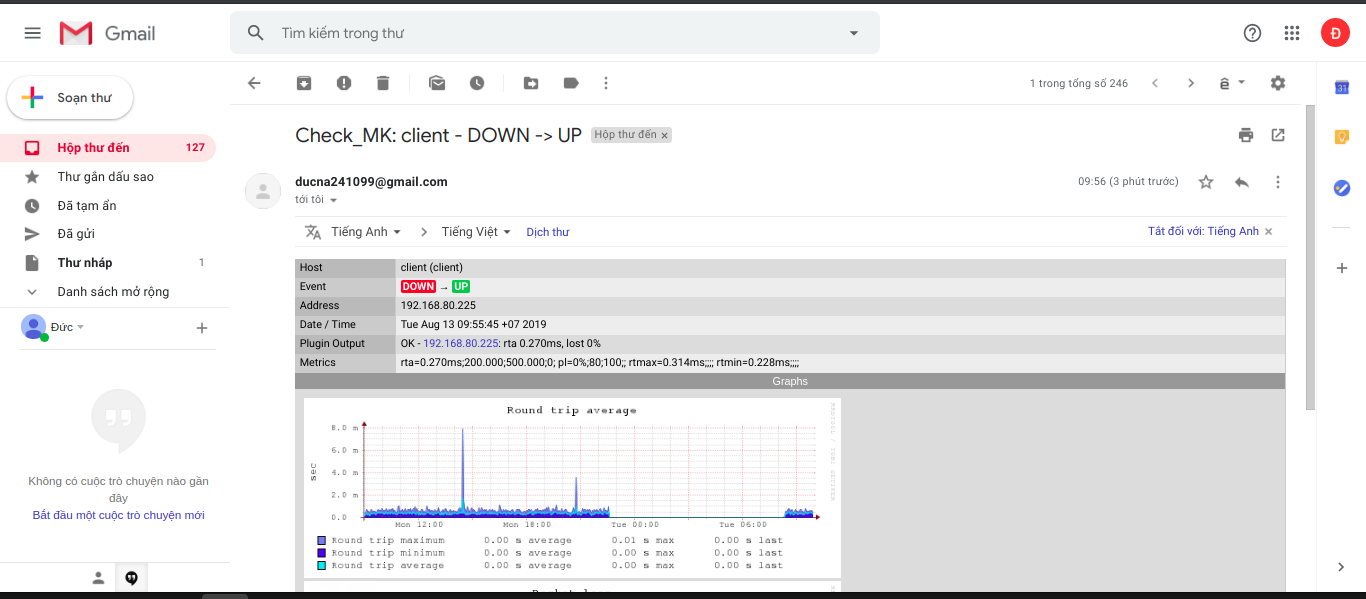 Gmail
Tìm kiếm trong thư
Đ
Soạn thư
1 trong tổng số 246
ê
31
Hộp thư đến 127
Thư gắn dấu sao
Đã tạm ẩn
Đã gửi
Thư nháp 1
Danh sách mở rộng
Đức
Không có cuộc trò chuyện nào gần
đây
Bắt đầu một cuộc trò chuyện mới
Check_MK: client - DOWN -> UP Hộp thư đến ×
ducna241099@gmail.com 09:56 (3 phút trước)
tới tôi
Tiếng Anh > Tiếng Việt Dịch thư Tắt đối với: Tiếng Anh ×
Host client (client)
Event DOWN → UP
Address 192.168.80.225
Date / Time Tue Aug 13 09:55:45 +07 2019
Plugin Output OK - 192.168.80.225: rta 0.270ms, lost 0%
Metrics rta=0.270ms;200.000;500.000;0; pl=0%;80;100;; rtmax=0.314ms;;;; rtmin=0.228ms;;;;
Graphs
Round trip average
RRDTOOL / TOBI OETIKER
sec
8.0 m
6.0 m
4.0 m
2.0 m
0.0
Mon 12:00 Mon 18:00 Tue 00:00 Tue 06:00
Round trip maximum 0.00 s average 0.01 s max 0.00 s last
Round trip minimum 0.00 s average 0.00 s max 0.00 s last
Round trip average 0.00 s average 0.00 s max 0.00 s last